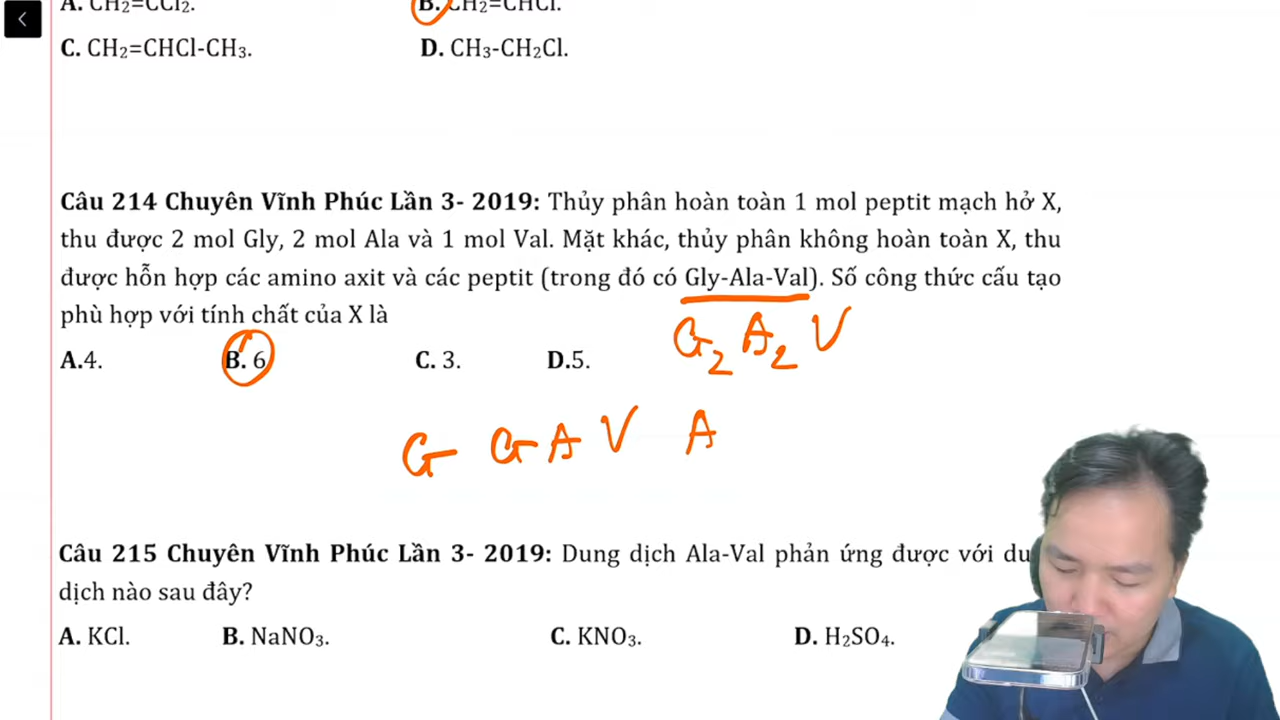 A. CH₂=CCl₂. B. CH₂=CHCl.
C. CH₂=CHCl-CH₃. D. CH₃-CH₂Cl.
Câu 214 Chuyên Vĩnh Phúc Lần 3- 2019: Thủy phân hoàn toàn 1 mol peptit mạch hở X,
thu được 2 mol Gly, 2 mol Ala và 1 mol Val. Mặt khác, thủy phân không hoàn toàn X, thu
được hỗn hợp các amino axit và các peptit (trong đó có Gly-Ala-Val). Số công thức cấu tạo
phù hợp với tính chất của X là
G₂ A₂ V
A.4. B. 6 C. 3. D.5.
G G A V A
Câu 215 Chuyên Vĩnh Phúc Lần 3- 2019: Dung dịch Ala-Val phản ứng được với du
dịch nào sau đây?
A. KCl. B. NaNO₃. C. KNO₃. D. H₂SO₄.